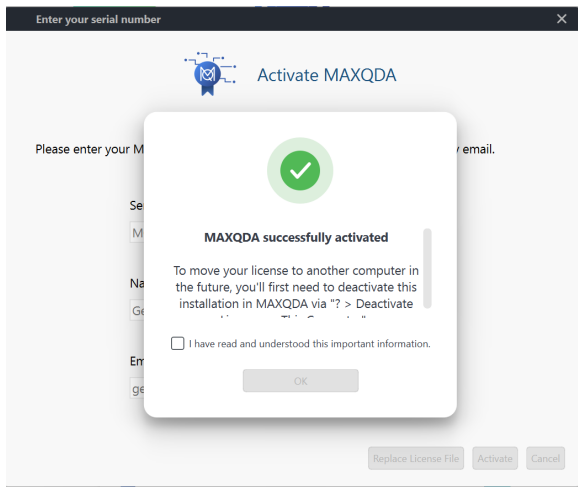 Enter your serial number
Activate MAXQDA
Please enter your M
email.
Se
M
MAXQDA successfully activated
To move your license to another computer in
the future, you'll first need to deactivate this
installation in MAXQDA via "? > Deactivate
Na
Ge
I have read and understood this important information.
Em
OK
ge
Replace License File Activate Cancel